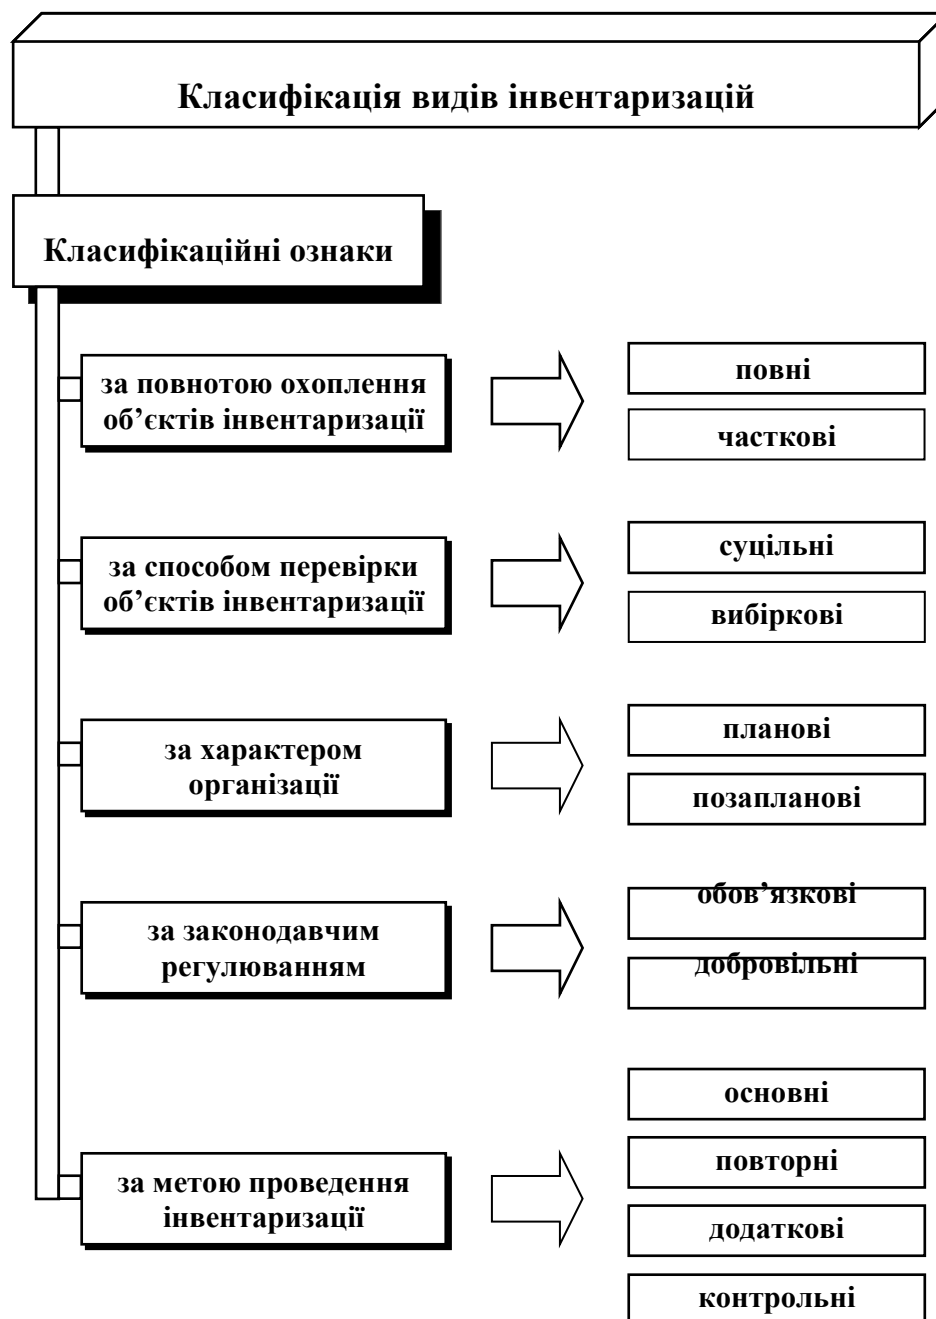 Класифікація видів інвентаризацій
Класифікаційні ознаки
за повнотою охоплення
об’єктів інвентаризації
повні
часткові
за способом перевірки
об’єктів інвентаризації
суцільні
вибіркові
за характером
організації
планові
позапланові
за законодавчим
регулюванням
обов’язкові
добровільні
за метою проведення
інвентаризації
основні
повторні
додаткові
контрольні